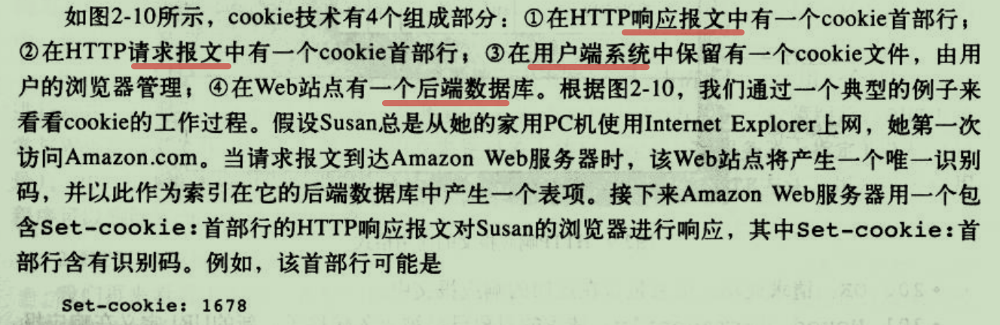 如图2-10所示，cookie技术有4个组成部分：①在HTTP响应报文中有一个cookie首部行；
②在HTTP请求报文中有一个cookie首部行；③在用户端系统中保留有一个cookie文件，由用
户的浏览器管理；④在Web站点有一个后端数据库。根据图2-10，我们通过一个典型的例子来
看看cookie的工作过程。假设Susan总是从她的家用PC机使用Internet Explorer上网，她第一次
访问Amazon.com。当请求报文到达Amazon Web服务器时，该Web站点将产生一个唯一识别
码，并以此作为索引在它的后端数据库中产生一个表项。接下来Amazon Web服务器用一个包
含Set-cookie:首部行的HTTP响应报文对Susan的浏览器进行响应，其中Set-cookie:首
部行含有识别码。例如，该首部行可能是
Set-cookie: 1678